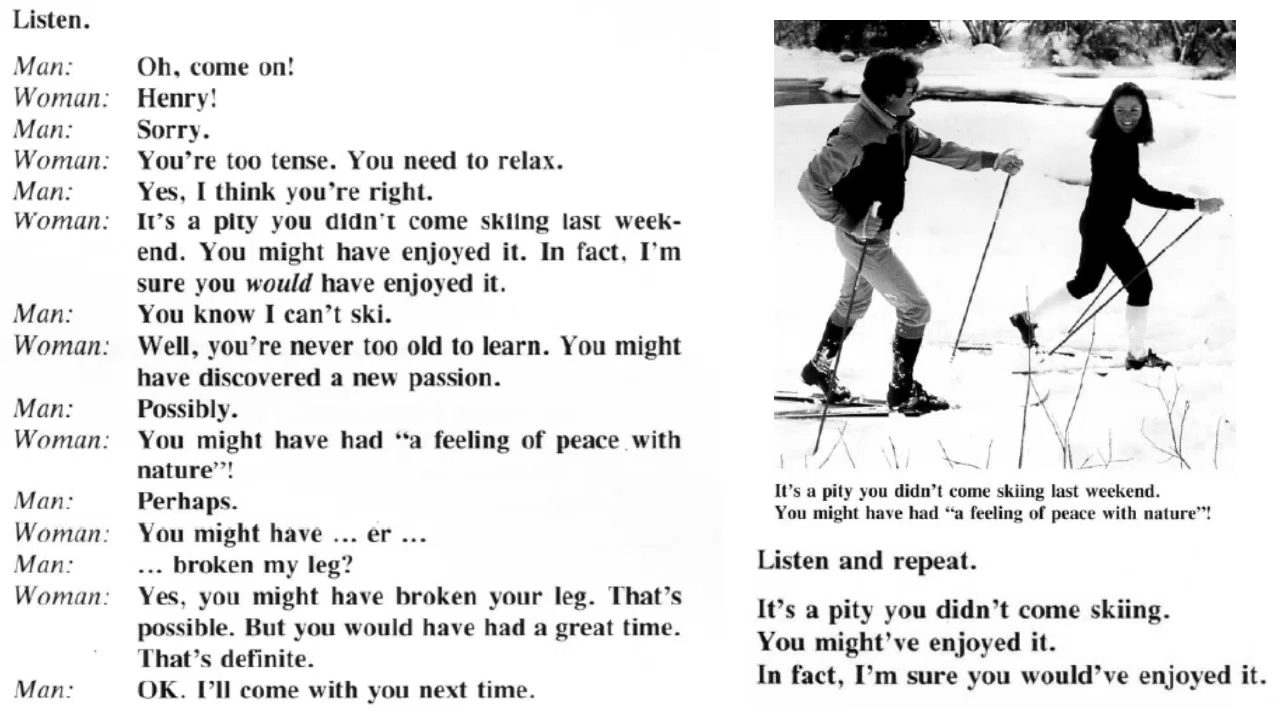 Listen.
Man: Oh, come on!
Woman: Henry!
Man: Sorry.
Woman: You're too tense. You need to relax.
Man: Yes, I think you're right.
Woman: It's a pity you didn't come skiing last week-
end. You might have enjoyed it. In fact, I'm
sure you would have enjoyed it.
Man: You know I can't ski.
Woman: Well, you're never too old to learn. You might
have discovered a new passion.
Man: Possibly.
Woman: You might have had “a feeling of peace with
nature”!
Man: Perhaps.
Woman: You might have ... er ...
Man: ... broken my leg?
Woman: Yes, you might have broken your leg. That's
possible. But you would have had a great time.
That's definite.
Man: OK. I'll come with you next time.
It's a pity you didn't come skiing last weekend.
You might have had “a feeling of peace with nature”!
Listen and repeat.
It's a pity you didn't come skiing.
You might've enjoyed it.
In fact, I'm sure you would've enjoyed it.